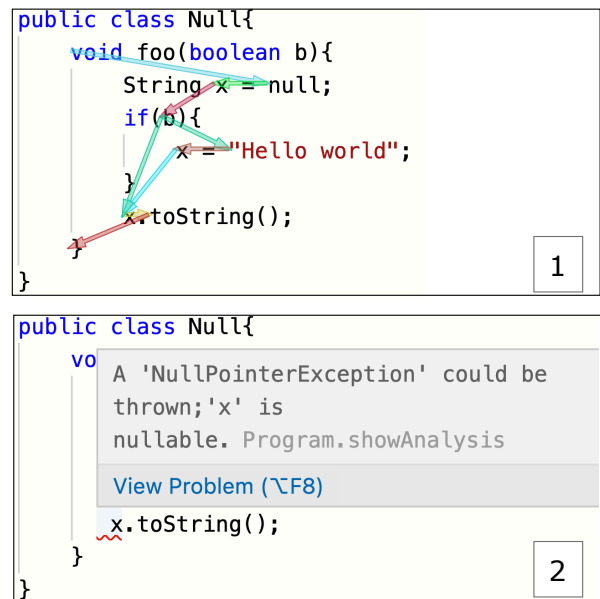 public class Null{
void foo(boolean b){
String x = null;
if(b){
x = "Hello world";
}
x.toString();
}
}
1
public class Null{
vo
A 'NullPointerException' could be
thrown;'x' is
nullable. Program.showAnalysis
View Problem (⌥F8)
x.toString();
}
}
2